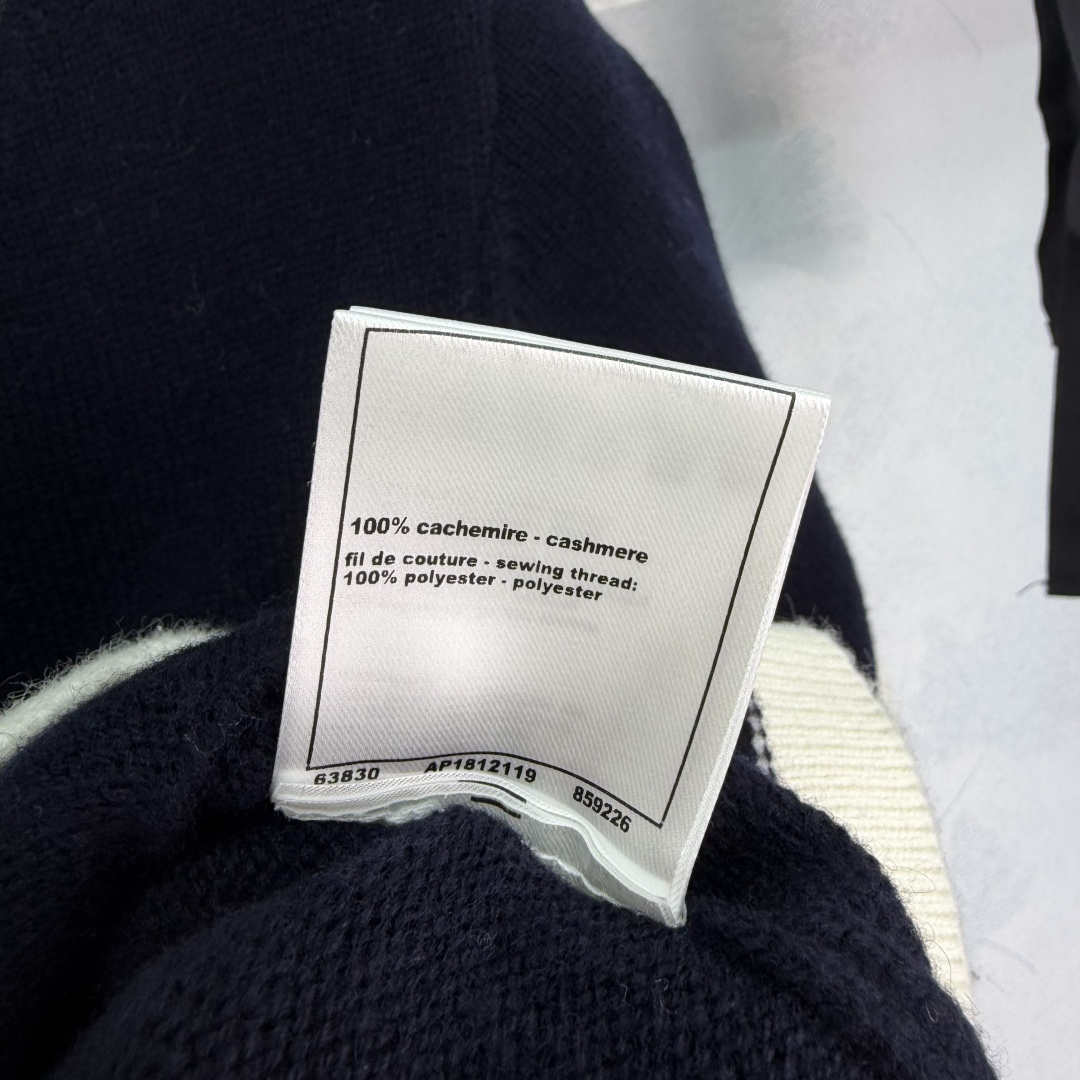 100% cachemire - cashmere
fil de couture - sewing thread:
100% polyester - polyester
63830 AP1812119 859226